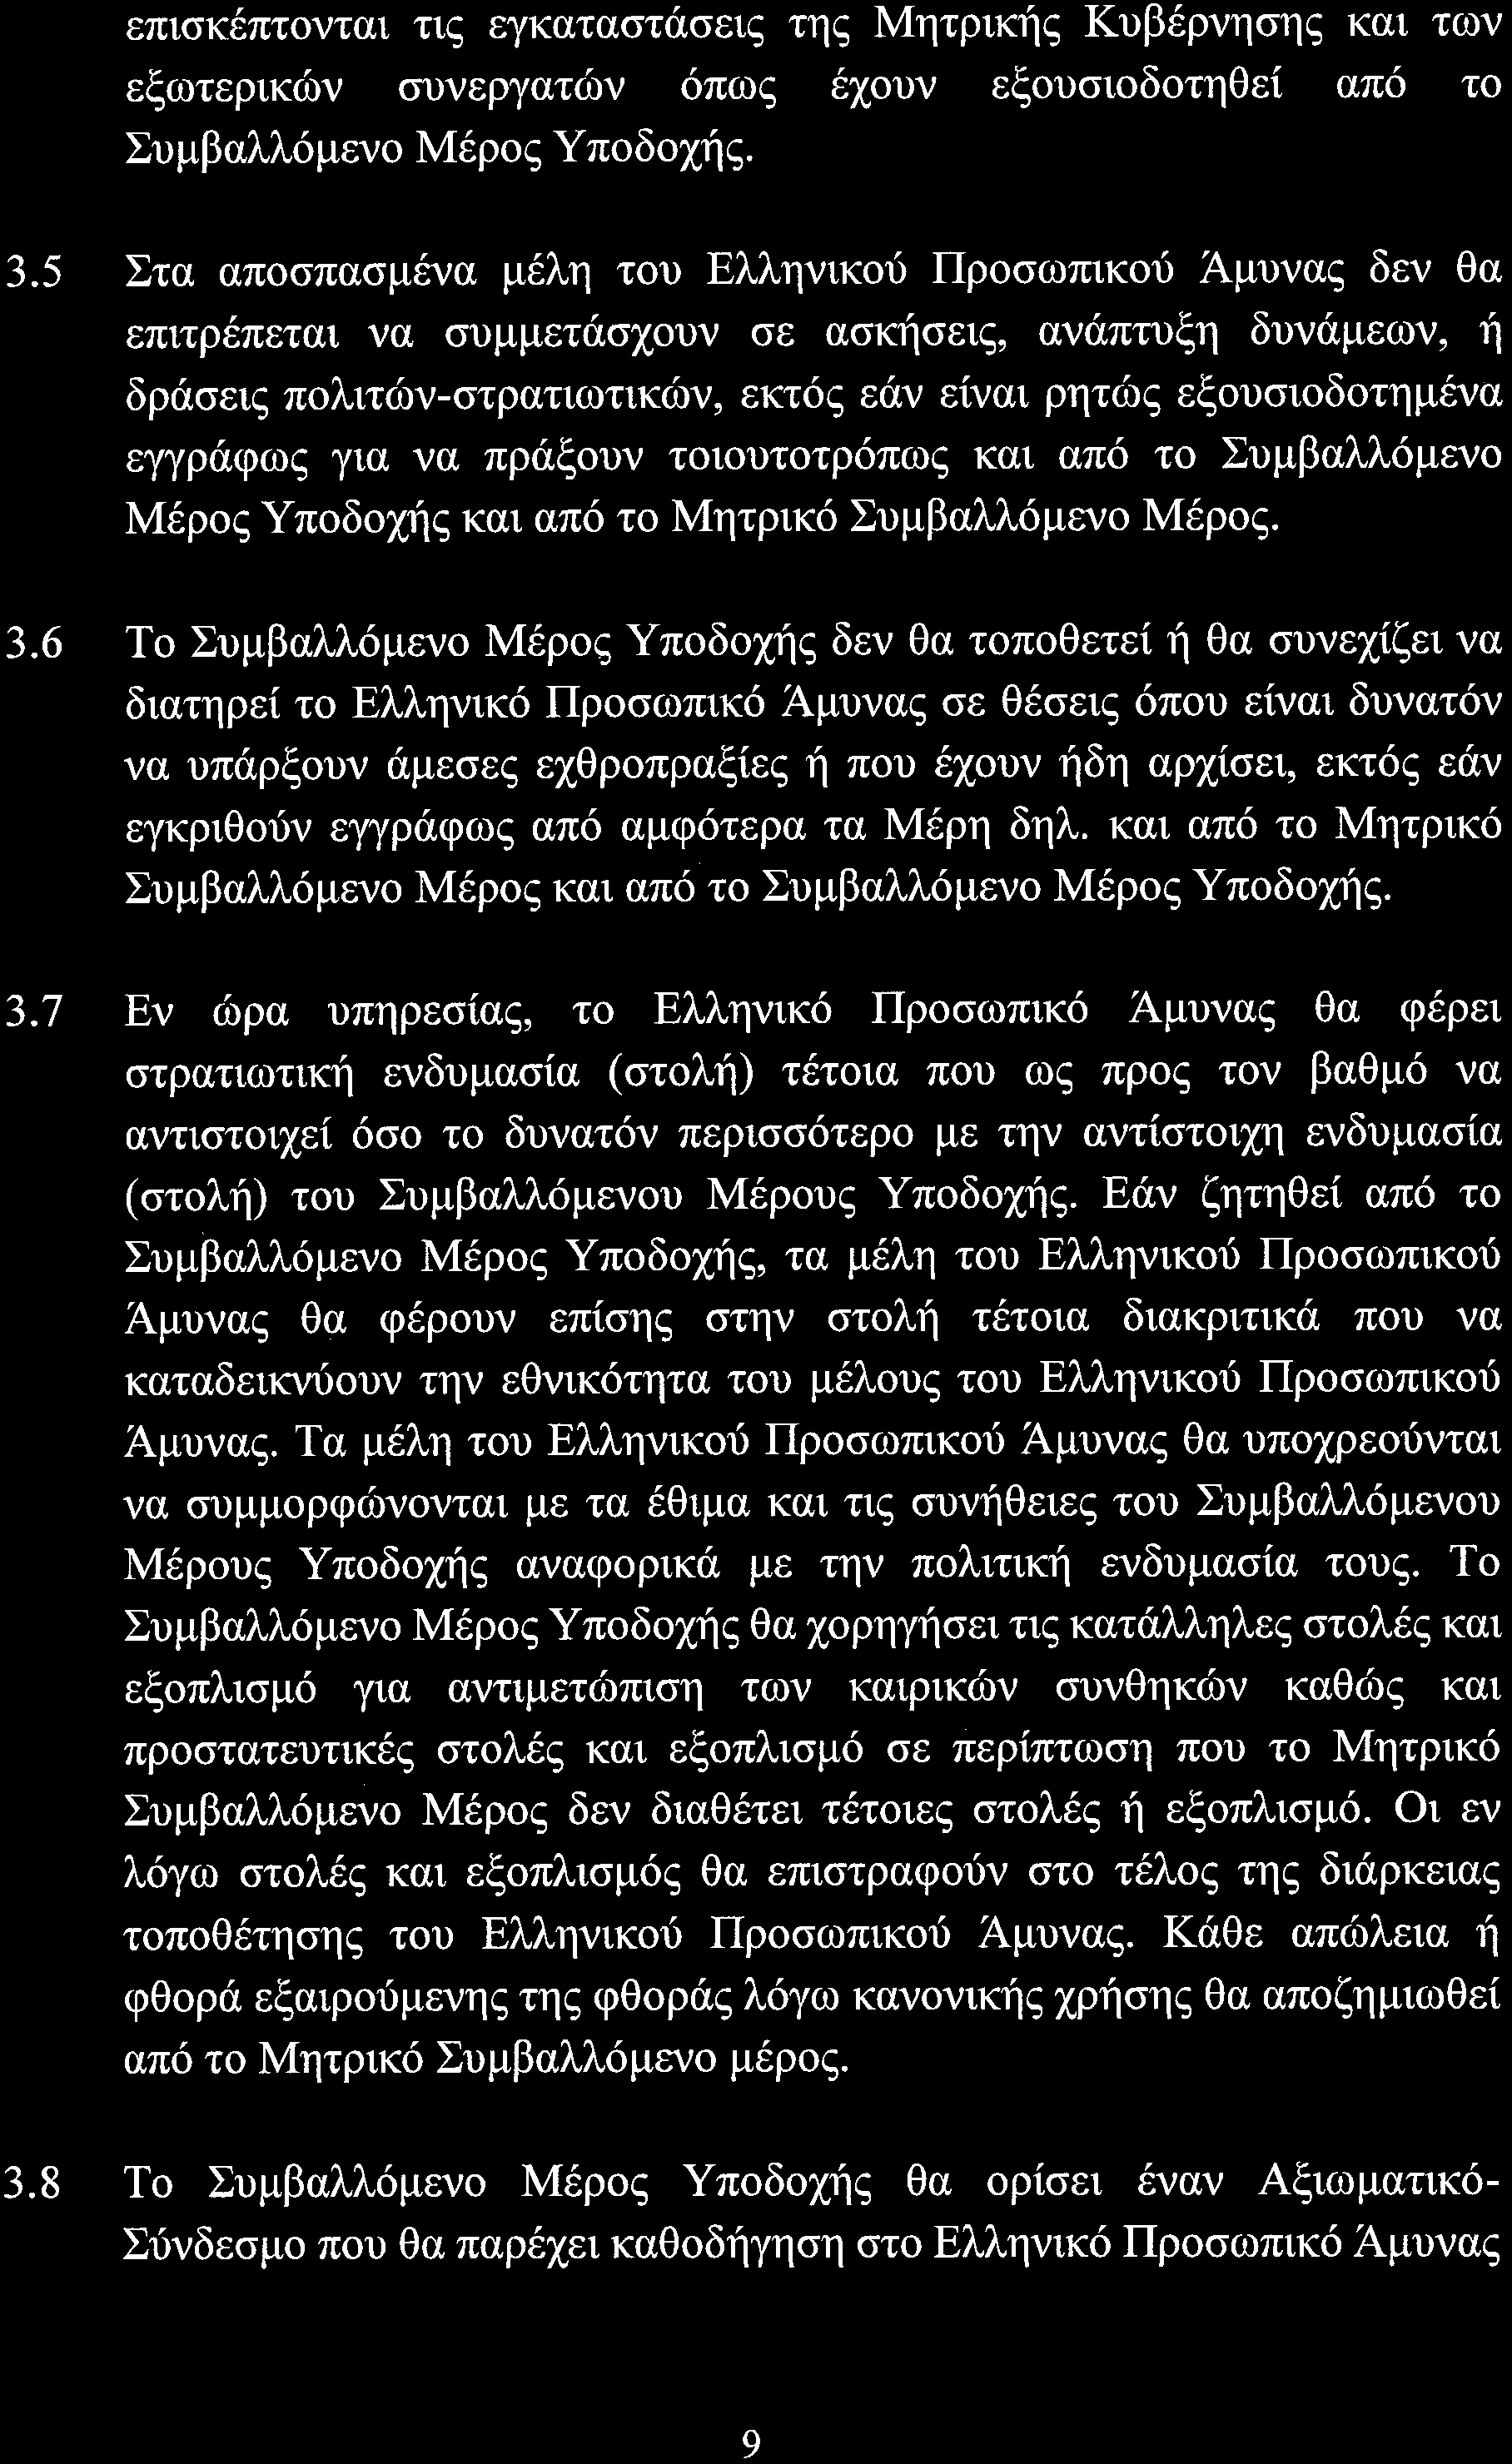 επισκέπτονται τις εγκαταστάσεις της Μητρικής Κυβέρνησης και των
εξωτερικών συνεργατών όπως έχουν εξουσιοδοτηθεί από το
Συμβαλλόμενο Μέρος Υποδοχής.
3.5 Στα αποσπασμένα μέλη του Ελληνικού Προσωπικού Άμυνας δεν θα
επιτρέπεται να συμμετάσχουν σε ασκήσεις, ανάπτυξη δυνάμεων, ή
δράσεις πολιτών-στρατιωτικών, εκτός εάν είναι ρητώς εξουσιοδοτημένα
εγγράφως για να πράξουν τοιουτοτρόπως και από το Συμβαλλόμενο
Μέρος Υποδοχής και από το Μητρικό Συμβαλλόμενο Μέρος.
3.6 Το Συμβαλλόμενο Μέρος Υποδοχής δεν θα τοποθετεί ή θα συνεχίζει να
διατηρεί το Ελληνικό Προσωπικό Άμυνας σε θέσεις όπου είναι δυνατόν
να υπάρξουν άμεσες εχθροπραξίες ή που έχουν ήδη αρχίσει, εκτός εάν
εγκριθούν εγγράφως από αμφότερα τα Μέρη δηλ. και από το Μητρικό
Συμβαλλόμενο Μέρος και από το Συμβαλλόμενο Μέρος Υποδοχής.
3.7 Εν ώρα υπηρεσίας, το Ελληνικό Προσωπικό Άμυνας θα φέρει
στρατιωτική ενδυμασία (στολή) τέτοια που ως προς τον βαθμό να
αντιστοιχεί όσο το δυνατόν περισσότερο με την αντίστοιχη ενδυμασία
(στολή) του Συμβαλλόμενου Μέρους Υποδοχής. Εάν ζητηθεί από το
Συμβαλλόμενο Μέρος Υποδοχής, τα μέλη του Ελληνικού Προσωπικού
Άμυνας θα φέρουν επίσης στην στολή τέτοια διακριτικά που να
καταδεικνύουν την εθνικότητα του μέλους του Ελληνικού Προσωπικού
Άμυνας. Τα μέλη του Ελληνικού Προσωπικού Άμυνας θα υποχρεούνται
να συμμορφώνονται με τα έθιμα και τις συνήθειες του Συμβαλλόμενου
Μέρους Υποδοχής αναφορικά με την πολιτική ενδυμασία τους. Το
Συμβαλλόμενο Μέρος Υποδοχής θα χορηγήσει τις κατάλληλες στολές και
εξοπλισμό για αντιμετώπιση των καιρικών συνθηκών καθώς και
προστατευτικές στολές και εξοπλισμό σε περίπτωση που το Μητρικό
Συμβαλλόμενο Μέρος δεν διαθέτει τέτοιες στολές ή εξοπλισμό. Οι εν
λόγω στολές και εξοπλισμός θα επιστραφούν στο τέλος της διάρκειας
τοποθέτησης του Ελληνικού Προσωπικού Άμυνας. Κάθε απώλεια ή
φθορά εξαιρούμενης της φθοράς λόγω κανονικής χρήσης θα αποζημιωθεί
από το Μητρικό Συμβαλλόμενο μέρος.
3.8 Το Συμβαλλόμενο Μέρος Υποδοχής θα ορίσει έναν Αξιωματικό-
Σύνδεσμο που θα παρέχει καθοδήγηση στο Ελληνικό Προσωπικό Άμυνας
9